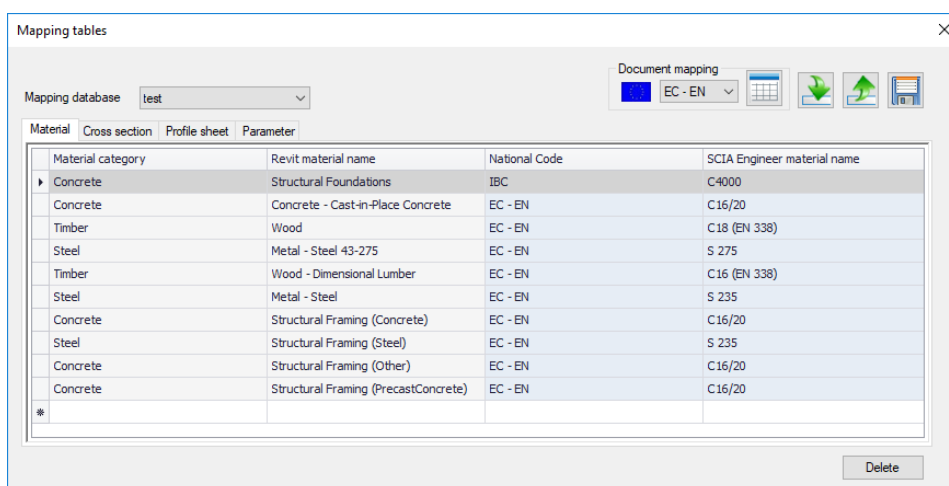 Mapping tables
Document mapping
Mapping database test EC - EN
Material Cross section Profile sheet Parameter
Material category Revit material name National Code SCIA Engineer material name
Concrete Structural Foundations IBC C4000
Concrete Concrete - Cast-in-Place Concrete EC - EN C16/20
Timber Wood EC - EN C18 (EN 338)
Steel Metal - Steel 43-275 EC - EN S 275
Timber Wood - Dimensional Lumber EC - EN C16 (EN 338)
Steel Metal - Steel EC - EN S 235
Concrete Structural Framing (Concrete) EC - EN C16/20
Steel Structural Framing (Steel) EC - EN S 235
Concrete Structural Framing (Other) EC - EN C16/20
Concrete Structural Framing (PrecastConcrete) EC - EN C16/20
Delete